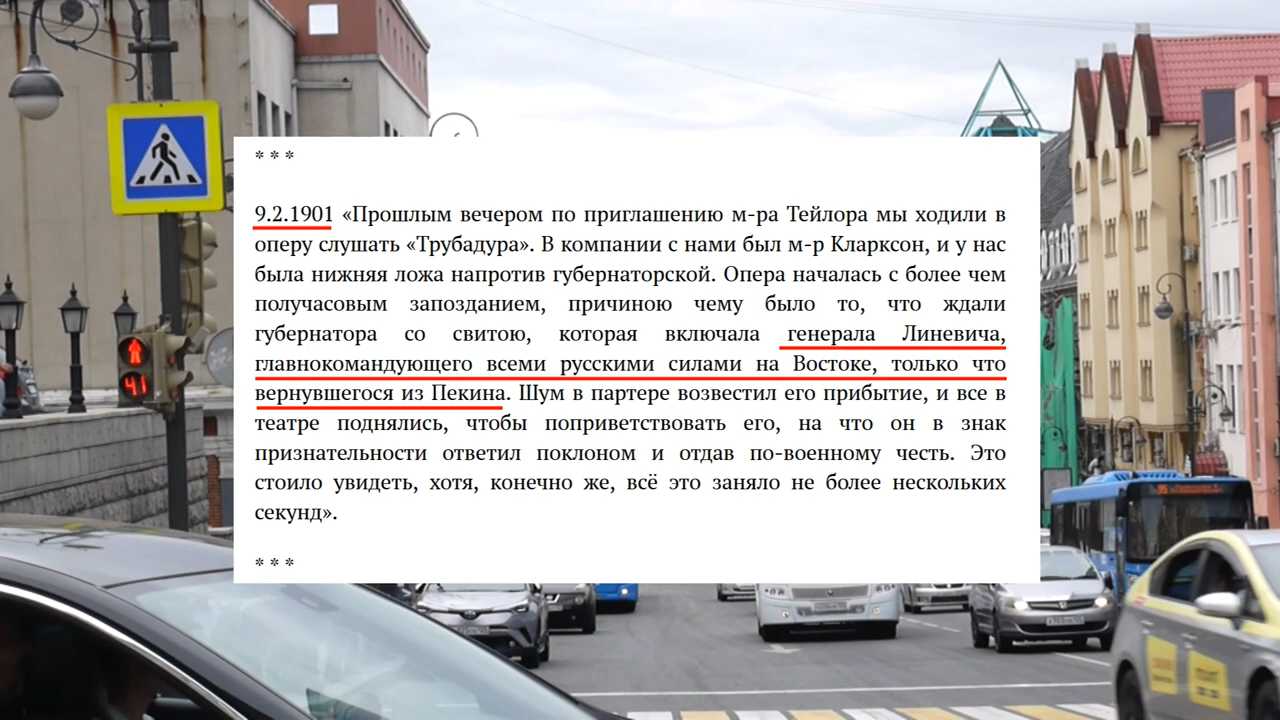 * * *
9.2.1901 «Прошлым вечером по приглашению м-ра Тейлора мы ходили в
оперу слушать «Трубадура». В компании с нами был м-р Кларксон, и у нас
была нижняя ложа напротив губернаторской. Опера началась с более чем
получасовым запозданием, причиною чему было то, что ждали
губернатора со свитою, которая включала генерала Линевича,
главнокомандующего всеми русскими силами на Востоке, только что
вернувшегося из Пекина. Шум в партере возвестил его прибытие, и все в
театре поднялись, чтобы поприветствовать его, на что он в знак
признательности ответил поклоном и отдав по-военному честь. Это
стоило увидеть, хотя, конечно же, всё это заняло не более нескольких
секунд».
* * *
41